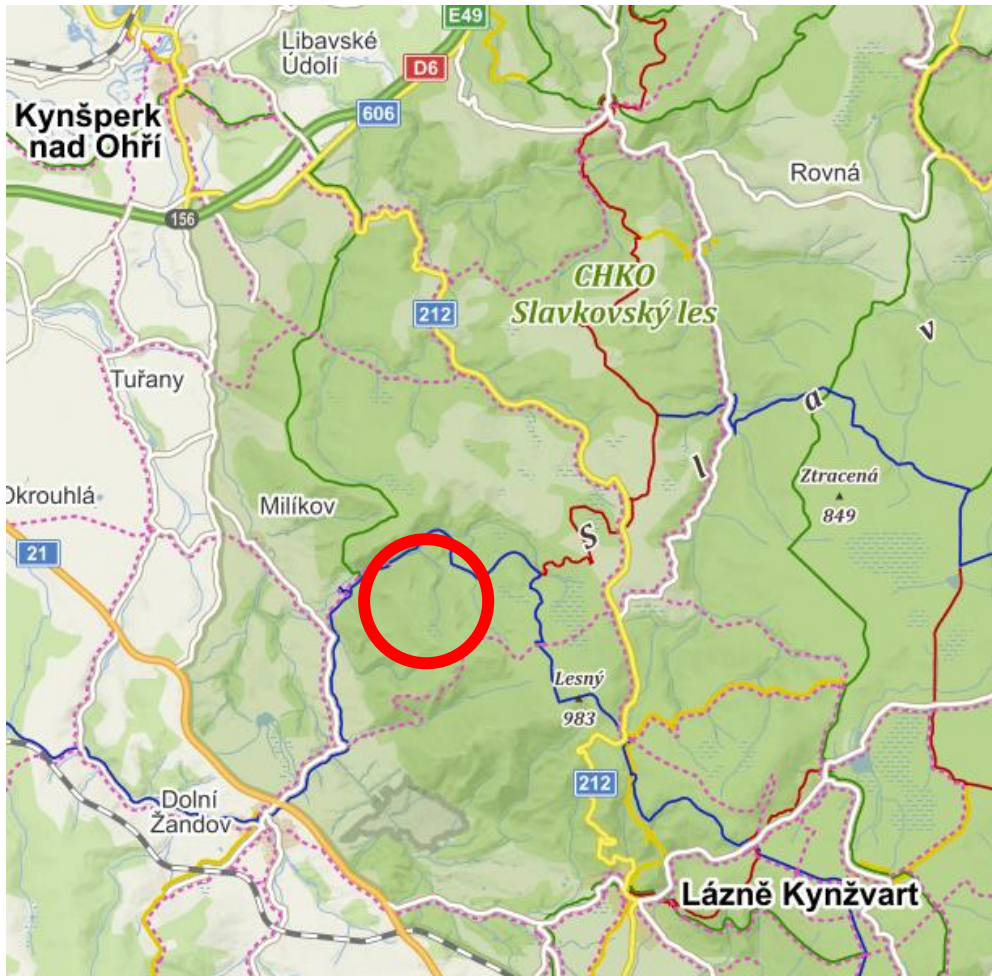 E49
Libavské
Údolí
D6
Kynšperk
nad Ohří
606
Rovná
156
CHKO
Slavkovský les
212
v
Tuřany
a
l
Ztracená
849
Okrouhlá
Milíkov
S
21
Lesný
983
212
Dolní
Žandov
Lázně Kynžvart